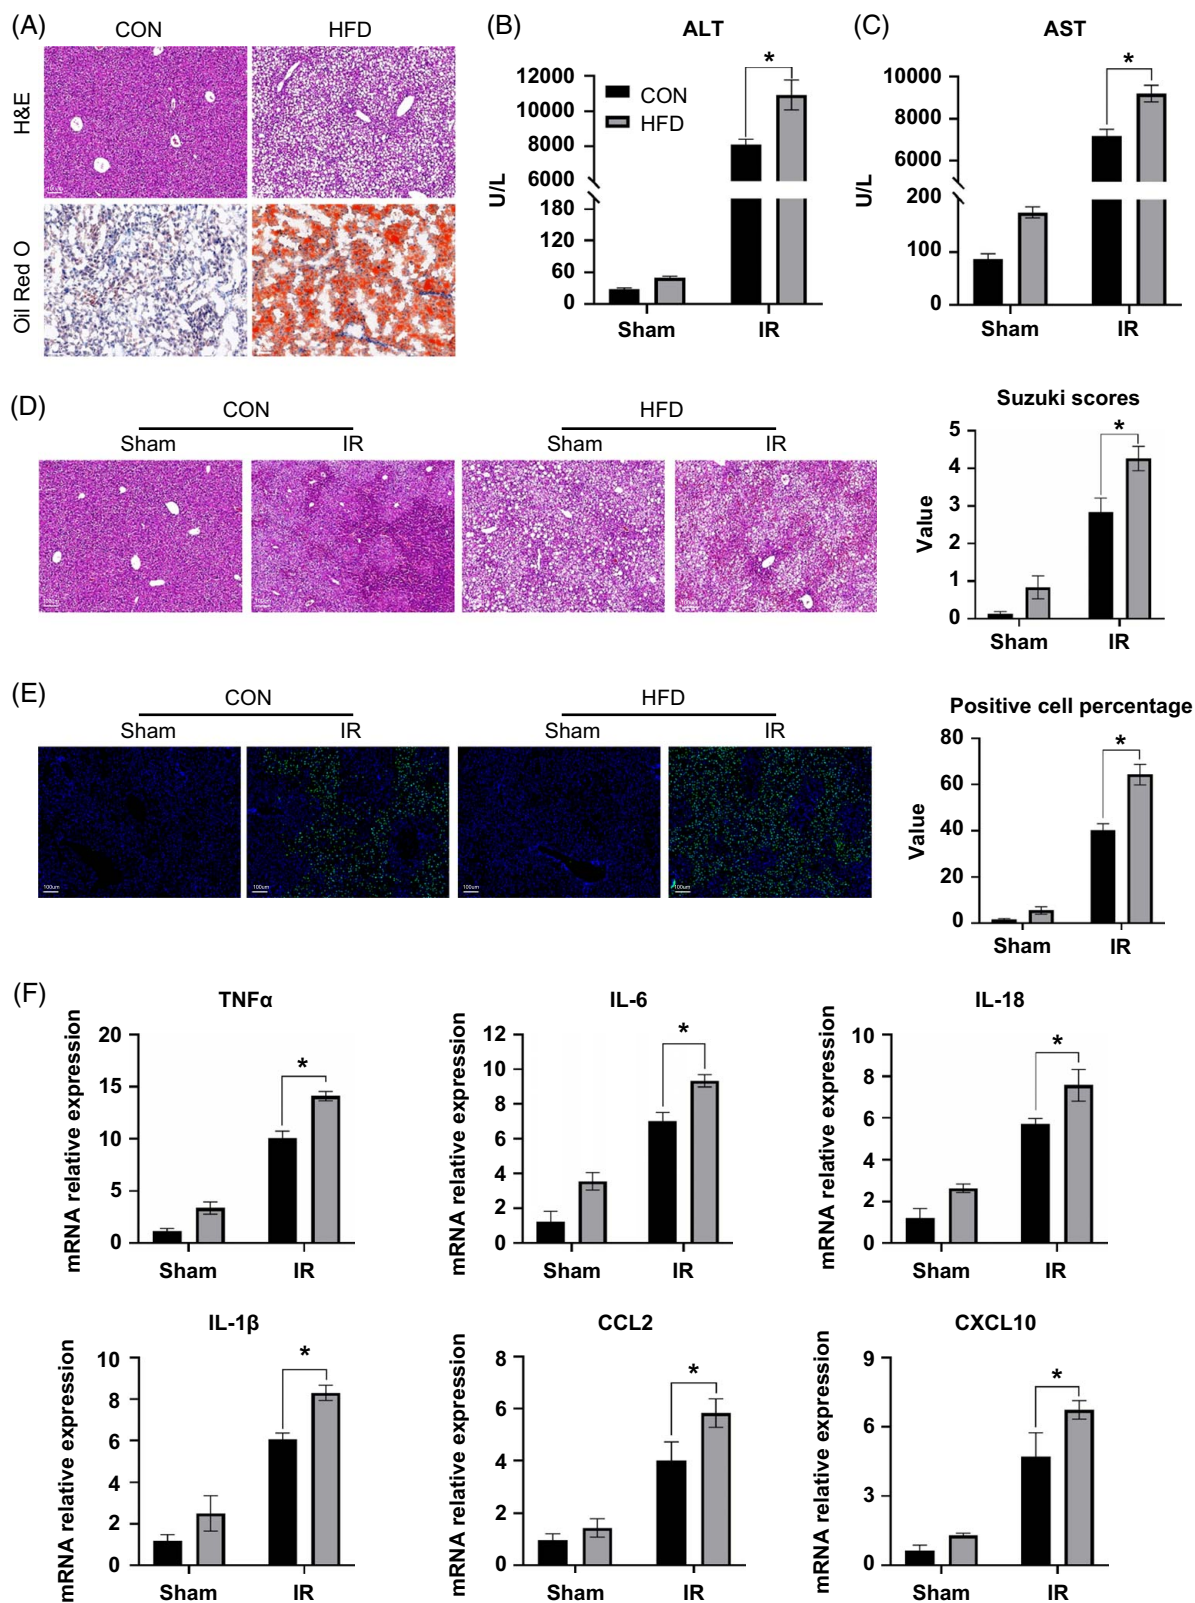 (A)
CON
HFD
H&E
Oil Red O
(B)
ALT
U/L
12000
10000
8000
6000
180
120
60
0
CON
HFD
*
Sham
IR
(C)
AST
U/L
10000
8000
6000
200
100
0
*
Sham
IR
(D)
CON
HFD
Sham
IR
Sham
IR
Suzuki scores
Value
5
4
3
2
1
0
*
Sham
IR
(E)
CON
HFD
Sham
IR
Sham
IR
100um
100um
100um
100um
Positive cell percentage
Value
80
60
40
20
0
*
Sham
IR
(F)
TNFα
mRNA relative expression
20
15
10
5
0
*
Sham
IR
IL-6
mRNA relative expression
12
10
8
6
4
2
0
*
Sham
IR
IL-18
mRNA relative expression
10
8
6
4
2
0
*
Sham
IR
IL-1β
mRNA relative expression
10
8
6
4
2
0
*
Sham
IR
CCL2
mRNA relative expression
8
6
4
2
0
*
Sham
IR
CXCL10
mRNA relative expression
9
6
3
0
*
Sham
IR